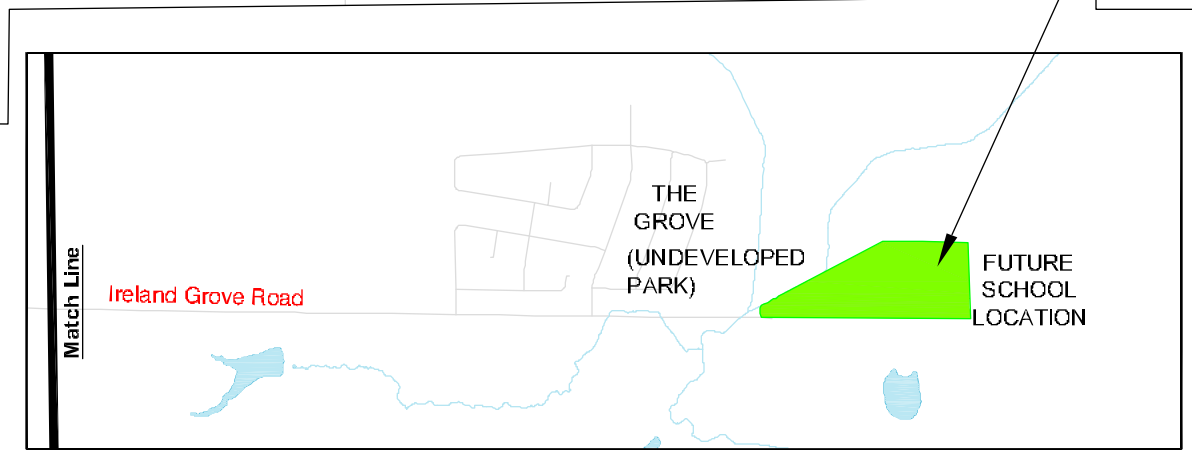 Match Line
Ireland Grove Road
THE
GROVE
(UNDEVELOPED
PARK)
FUTURE
SCHOOL
LOCATION